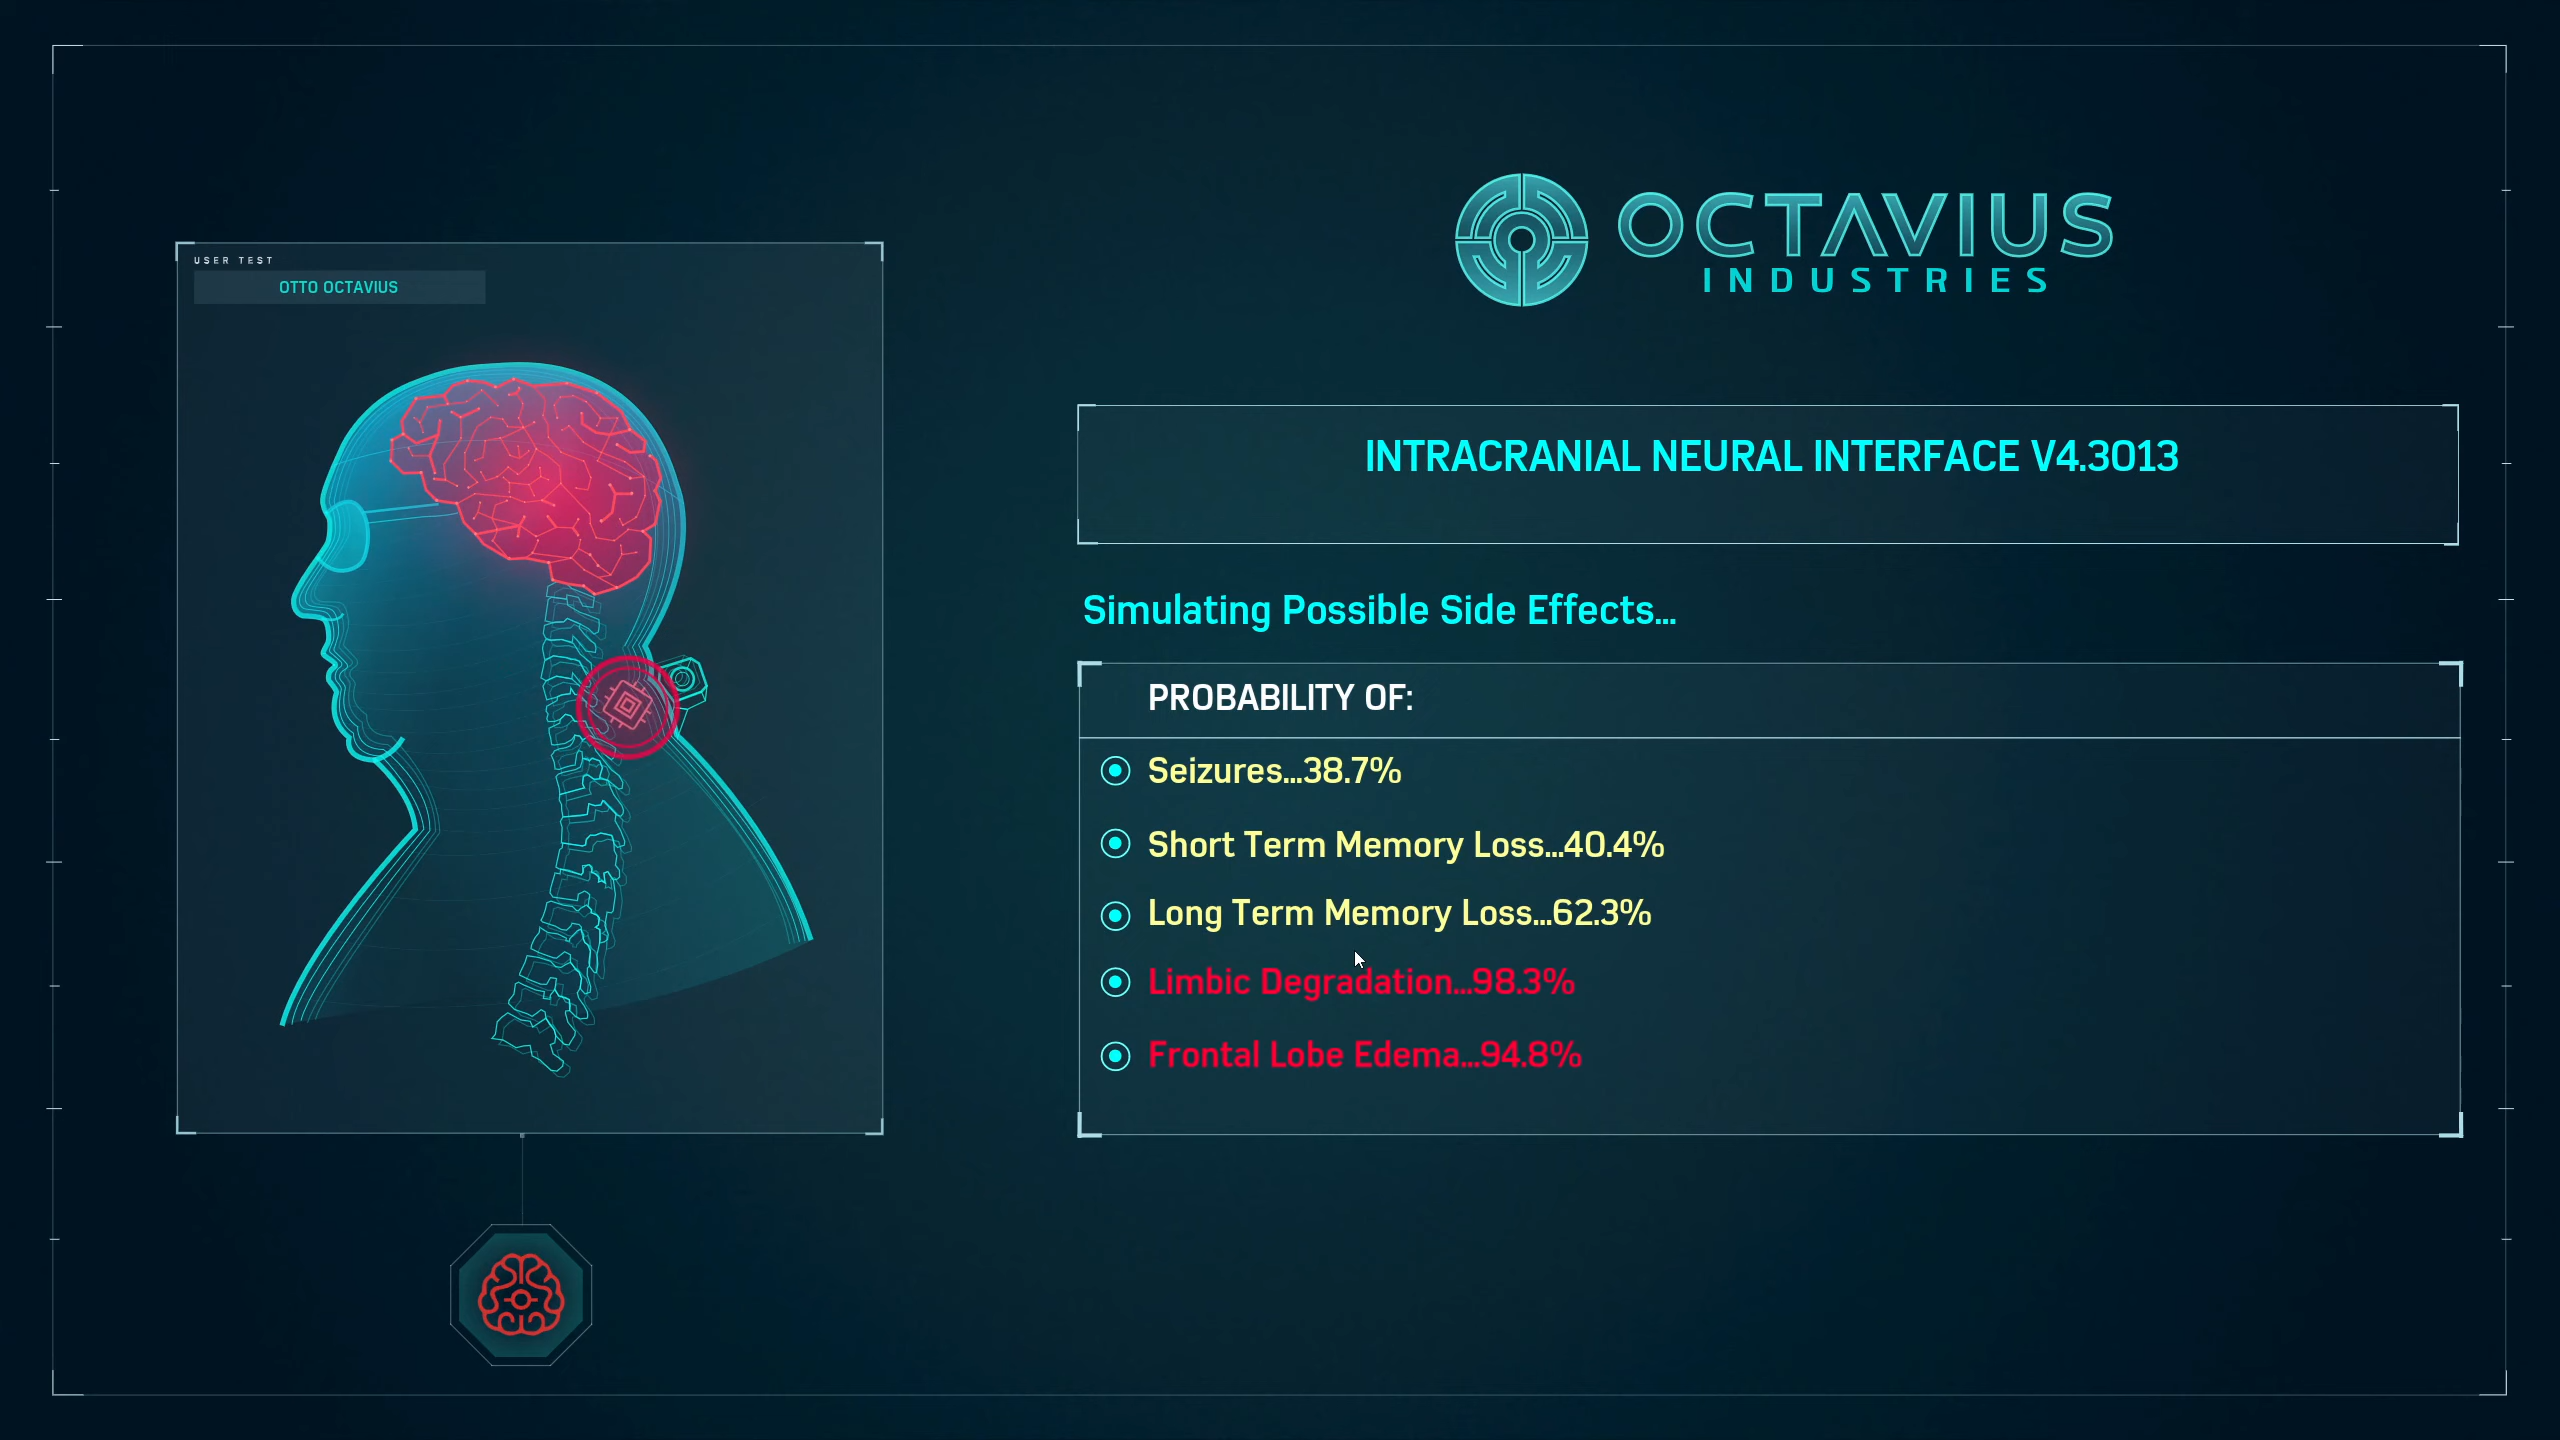 USER TEST
OTTO OCTAVIUS
OCTAVIUS
INDUSTRIES
INTRACRANIAL NEURAL INTERFACE V4.3013
Simulating Possible Side Effects...
PROBABILITY OF:
Seizures...38.7%
Short Term Memory Loss...40.4%
Long Term Memory Loss...62.3%
Limbic Degradation...98.3%
Frontal Lobe Edema...94.8%